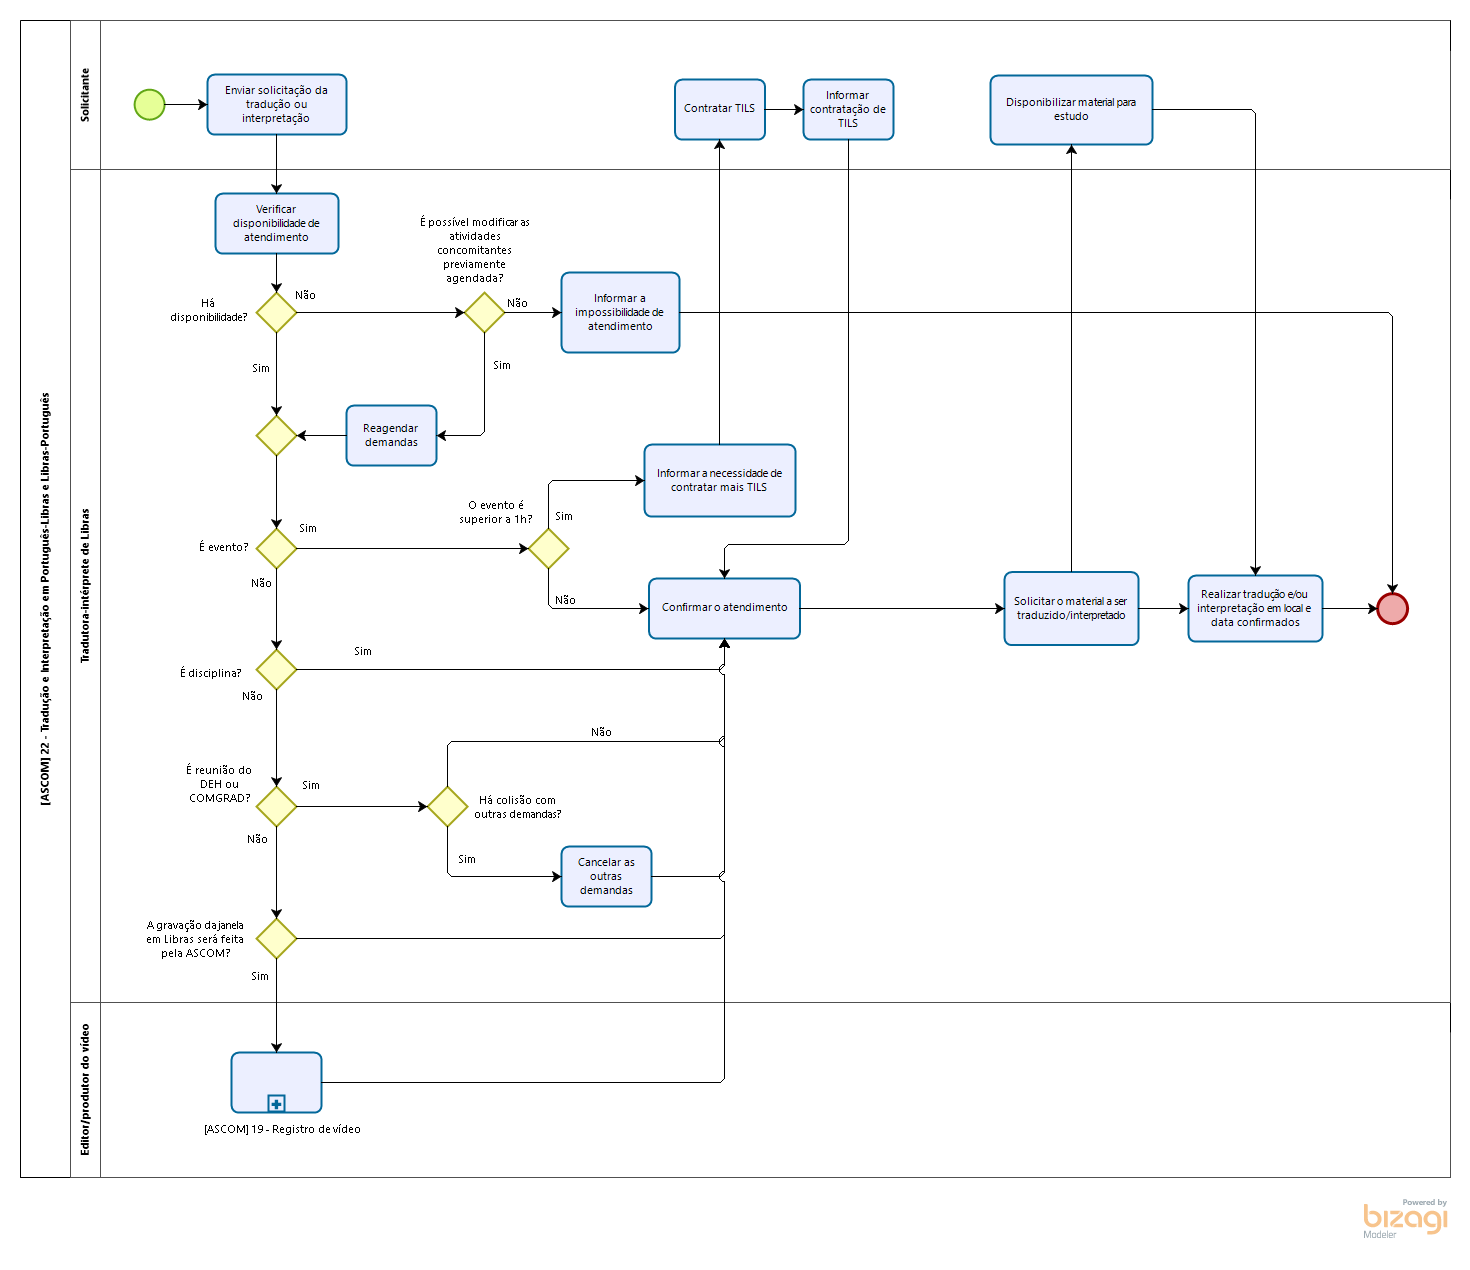 [ASCOM] 22 - Tradução e Interpretação em Português-Libras e Libras-Português
Solicitante
Enviar solicitação da
tradução ou
interpretação
Contratar TILS
Informar
contratação de
TILS
Disponibilizar material para
estudo
Tradutora-intérprete de Libras
Verificar
disponibilidade de
atendimento
É possível modificar as
atividades
concomitantes
previamente
agendada?
Há
disponibilidade?
Não
Não
Informar a
impossibilidade de
atendimento
Sim
Sim
Reagendar
demandas
Informar a necessidade de
contratar mais TILS
O evento é
superior a 1h?
Sim
É evento?
Sim
Não
Não
Confirmar o atendimento
Solicitar o material a ser
traduzido/interpretado
Realizar tradução e/ou
interpretação em local e
data confirmados
É disciplina?
Sim
Não
Não
É reunião do
DEH ou
COMGRAD?
Sim
Há colisão com
outras demandas?
Não
Sim
Cancelar as
outras
demandas
A gravação da janela
em Libras será feita
pela ASCOM?
Sim
Editor/produtor do vídeo
[ASCOM] 19 - Registro de vídeo
Powered by
bizagi
Modeler